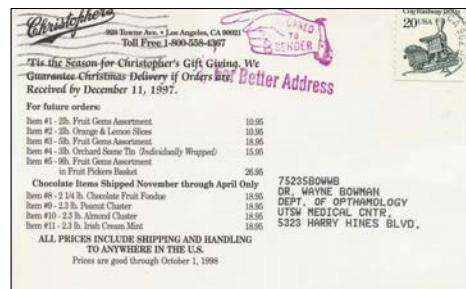 Christophers
928 Towne Ave. • Los Angeles, CA 90021
Toll Free 1-800-558-4367
'Tis the Season for Christopher's Gift Giving. We
Guarantee Christmas Delivery if Orders are
Received by December 11, 1997.
For future orders:
Item #1 - 2lb. Fruit Gems Assortment 10.95
Item #2 - 2lb. Orange & Lemon Slices 10.95
Item #3 - 5lb. Fruit Gems Assortment 18.95
Item #4 - 3lb. Orchard Scene Tin (Individually Wrapped) 15.95
Item #5 - 9lb. Fruit Gems Assortment
in Fruit Pickers Basket 26.95
Chocolate Items Shipped November through April Only
Item #8 - 2 1/4 lb. Chocolate Fruit Fondue 18.95
Item #9 - 2.3 lb. Peanut Cluster 18.95
Item #10 - 2.3 lb. Almond Cluster 18.95
Item #11 - 2.3 lb. Irish Cream Mint 18.95
ALL PRICES INCLUDE SHIPPING AND HANDLING
TO ANYWHERE IN THE U.S.
Prices are good through October 1, 1998
TO
SENDER
For Better Address
Cog Railway
20 USA
75235BOWWB
DR. WAYNE BOWMAN
DEPT. OF OPTHAMOLOGY
UTSW MEDICAL CNTR.
5323 HARRY HINES BLVD.